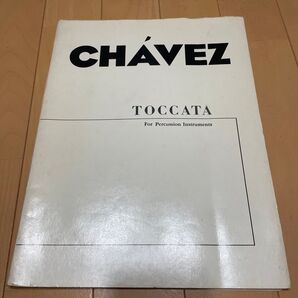 CHÁVEZ
TOCCATA
For Percussion Instruments